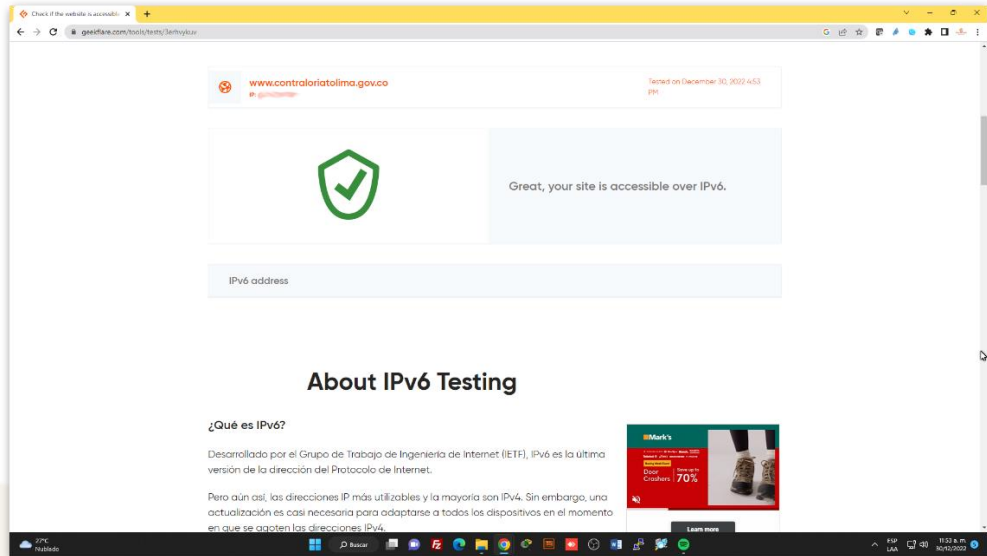 Check if the website is accessible
geekflare.com/tools/tests/3erhvykuv
www.contraloriatolima.gov.co
IP:
Tested on December 30, 2022 4:53
PM
Great, your site is accessible over IPv6.
IPv6 address
About IPv6 Testing
¿Qué es IPv6?
Desarrollado por el Grupo de Trabajo de Ingeniería de Internet (IETF), IPv6 es la última
versión de la dirección del Protocolo de Internet.
Pero aún así, las direcciones IP más utilizables y la mayoría son IPv4. Sin embargo, una
actualización es casi necesaria para adaptarse a todos los dispositivos en el momento
en que se agoten las direcciones IPv4.
Mark's
Door
Crashers
Save up to
70%
Learn more
27°C
Nublado
Buscar
ESP
LAA
11:53 a. m.
30/12/2022